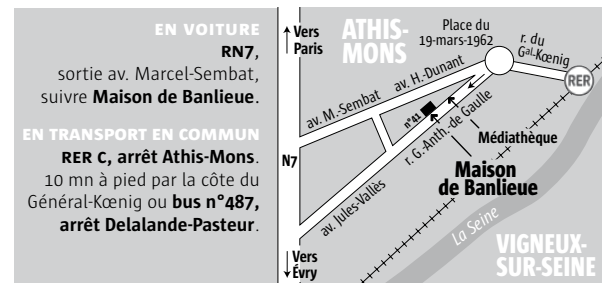 EN VOITURE
RN7,
sortie av. Marcel-Sembat,
suivre Maison de Banlieue.
EN TRANSPORT EN COMMUN
RER C, arrêt Athis-Mons.
10 mn à pied par la côte du
Général-Kœnig ou bus n°487,
arrêt Delalande-Pasteur.
↑ Vers
Paris
N7
↓ Vers
Évry
ATHIS-
MONS
Place du
19-mars-1962
r. du
Gal-Kœnig
RER
av. M.-Sembat
av. H.-Dunant
n°41
r. G.-Anth.-de Gaulle
av. Jules-Vallès
Médiathèque
Maison
de Banlieue
La Seine
VIGNEUX-
SUR-SEINE